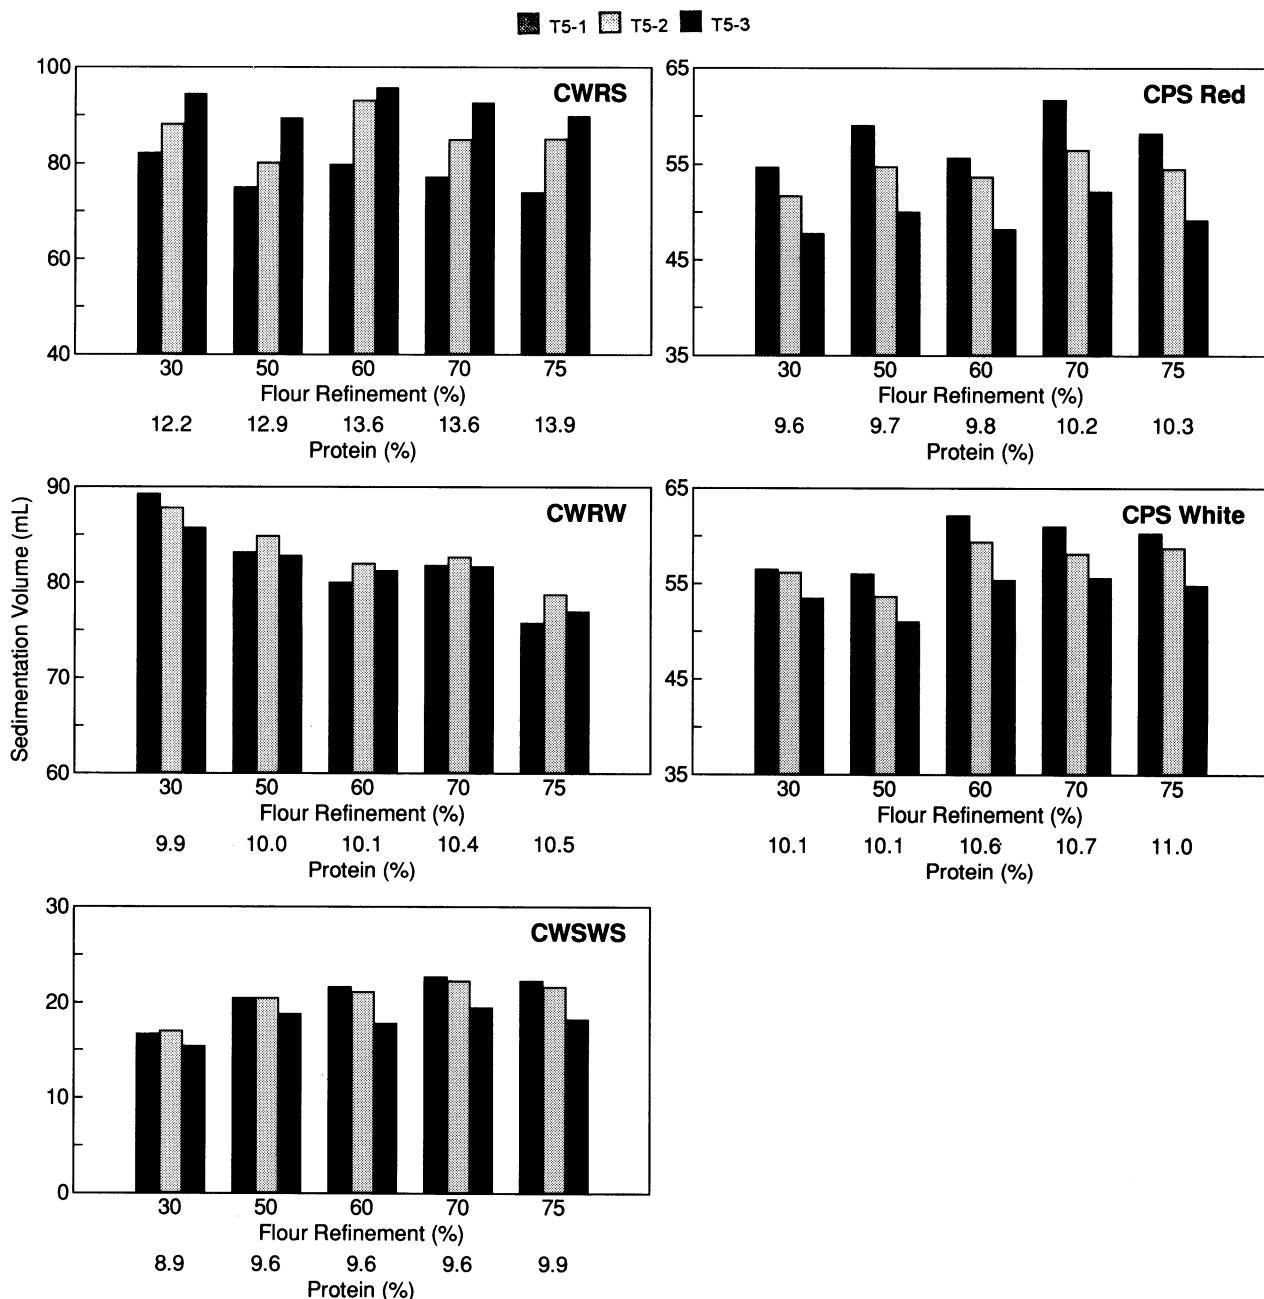 T5-1 T5-2 T5-3
100
80
60
40
CWRS
30 50 60 70 75
Flour Refinement (%)
12.2 12.9 13.6 13.6 13.9
Protein (%)
65
55
45
35
CPS Red
30 50 60 70 75
Flour Refinement (%)
9.6 9.7 9.8 10.2 10.3
Protein (%)
Sedimentation Volume (mL)
90
80
70
60
CWRW
30 50 60 70 75
Flour Refinement (%)
9.9 10.0 10.1 10.4 10.5
Protein (%)
65
55
45
35
CPS White
30 50 60 70 75
Flour Refinement (%)
10.1 10.1 10.6 10.7 11.0
Protein (%)
30
20
10
0
CWSWS
30 50 60 70 75
Flour Refinement (%)
8.9 9.6 9.6 9.6 9.9
Protein (%)